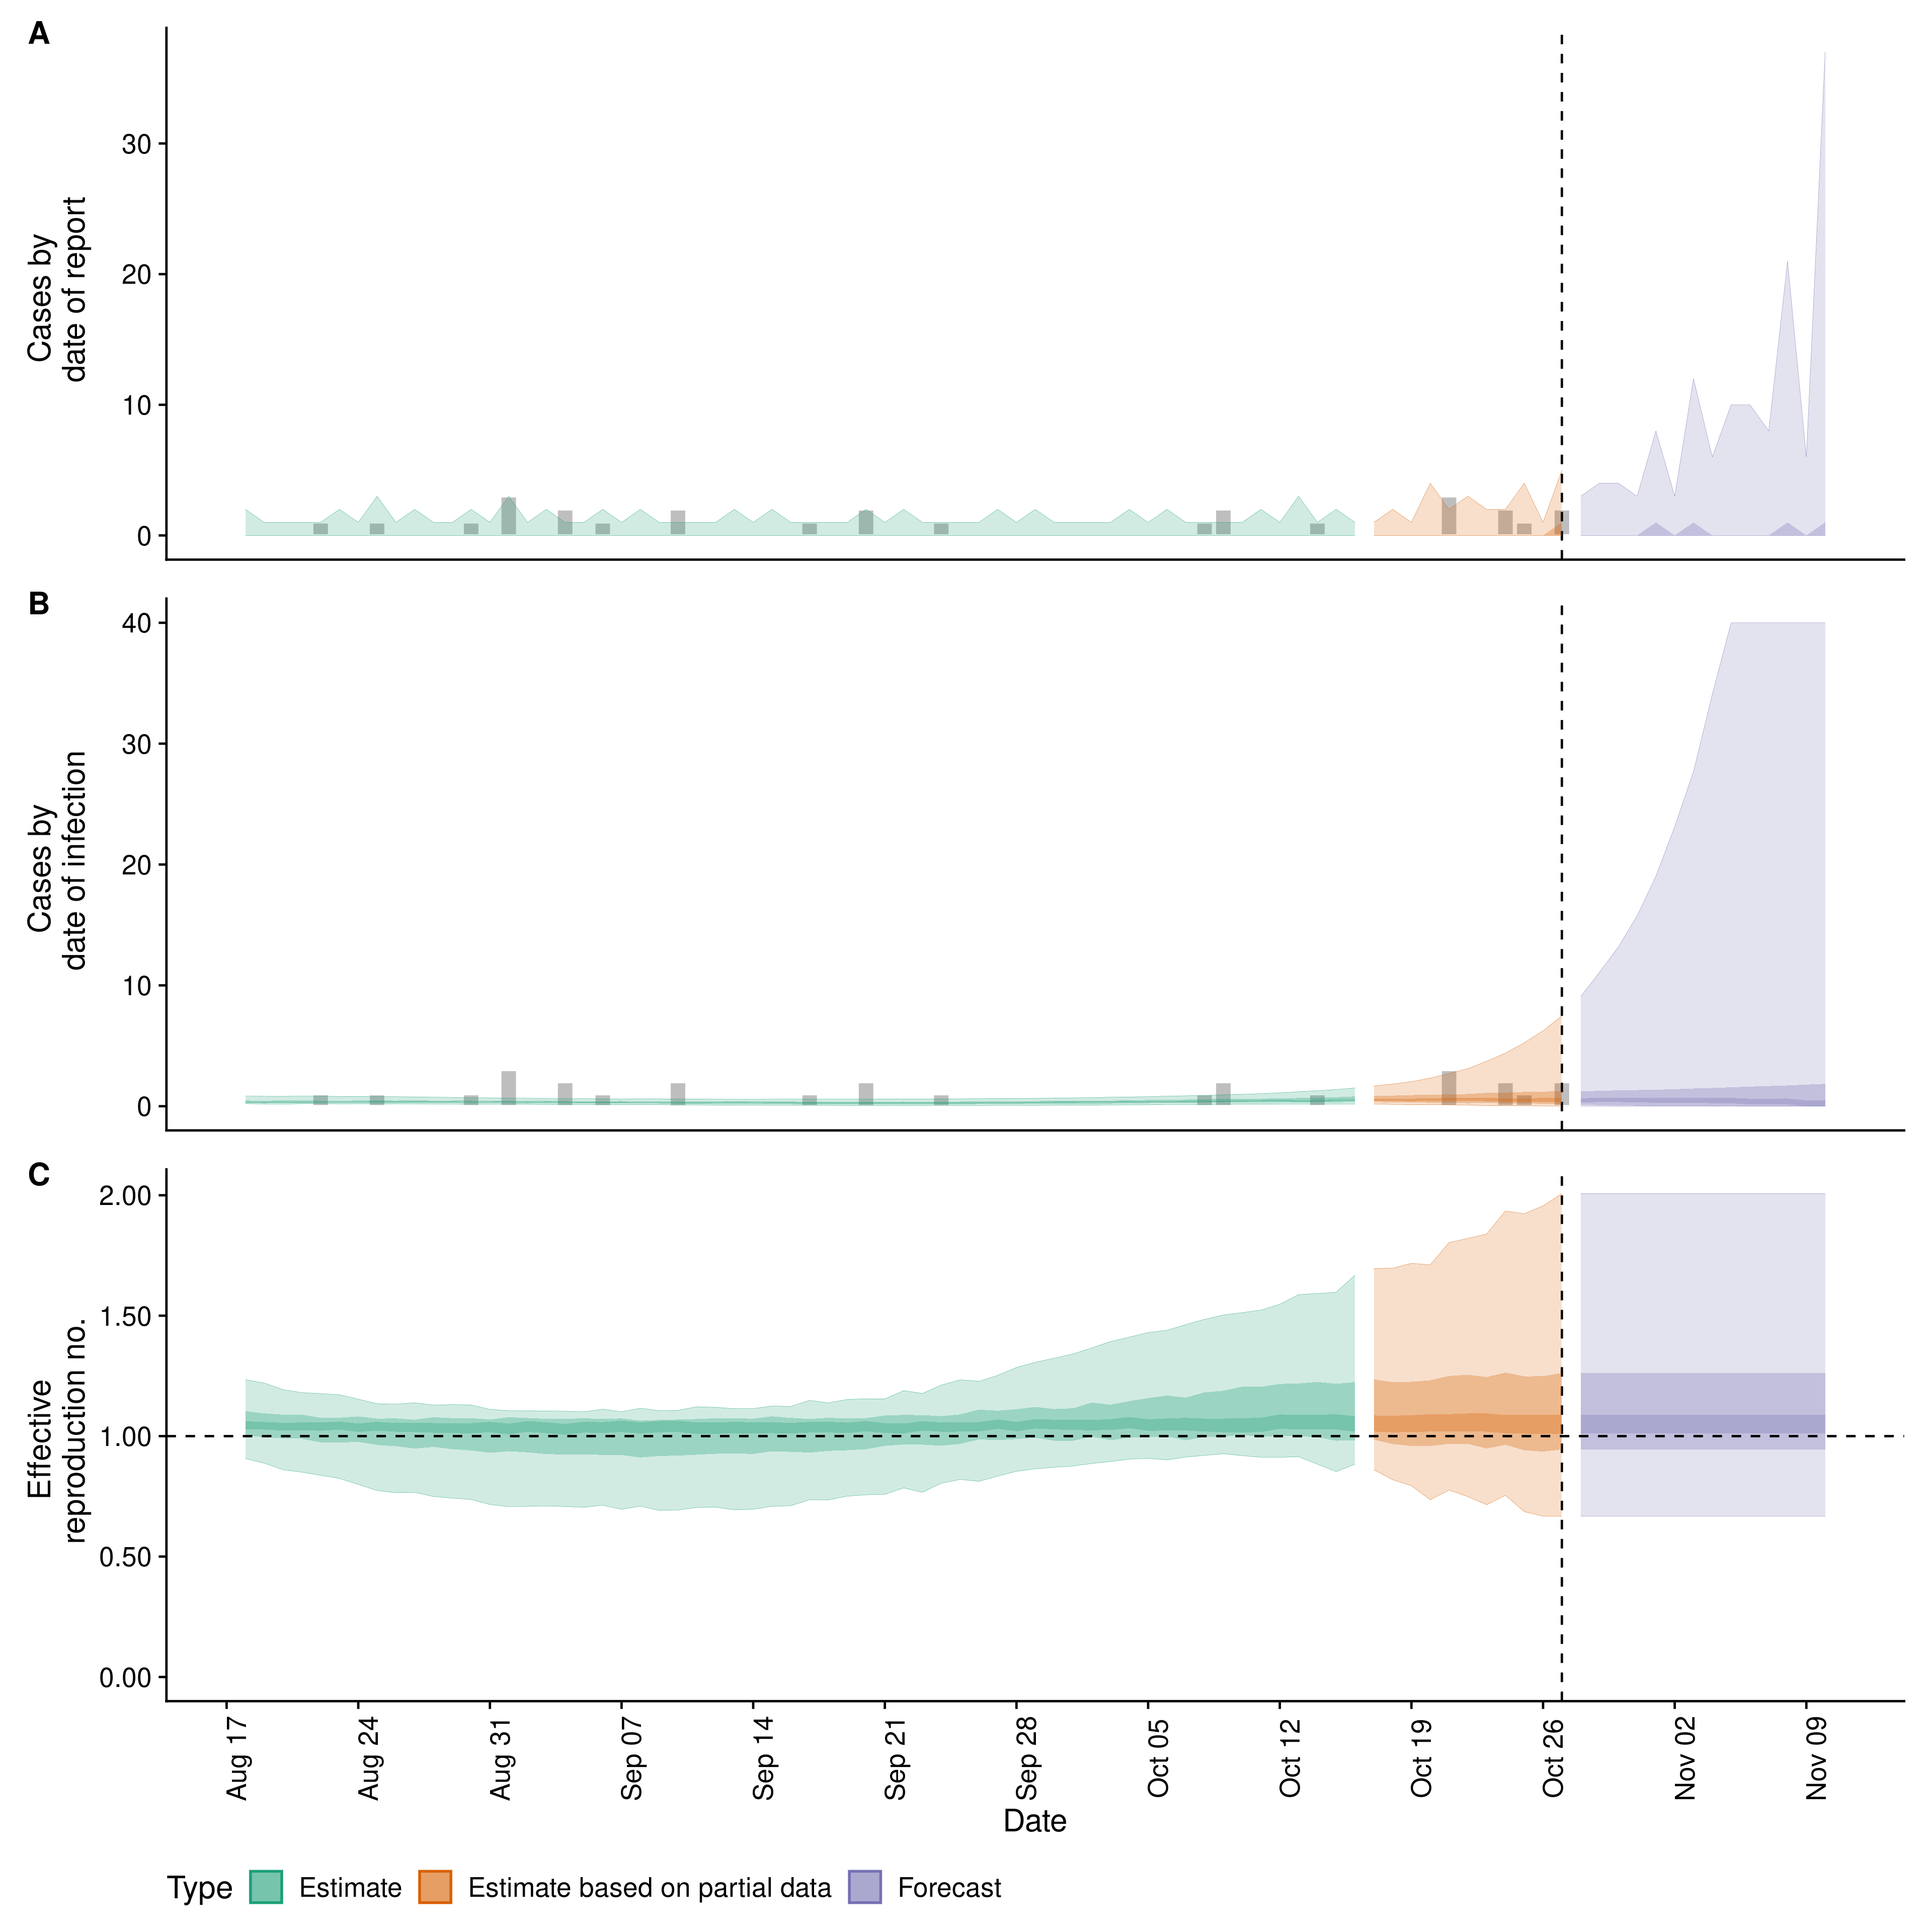 A
Cases by
date of report
30
20
10
0
B
Cases by
date of infection
40
30
20
10
0
C
Effective
reproduction no.
2.00
1.50
1.00
0.50
0.00
Aug 17
Aug 24
Aug 31
Sep 07
Sep 14
Sep 21
Sep 28
Oct 05
Oct 12
Oct 19
Oct 26
Nov 02
Nov 09
Date
Type Estimate Estimate based on partial data Forecast